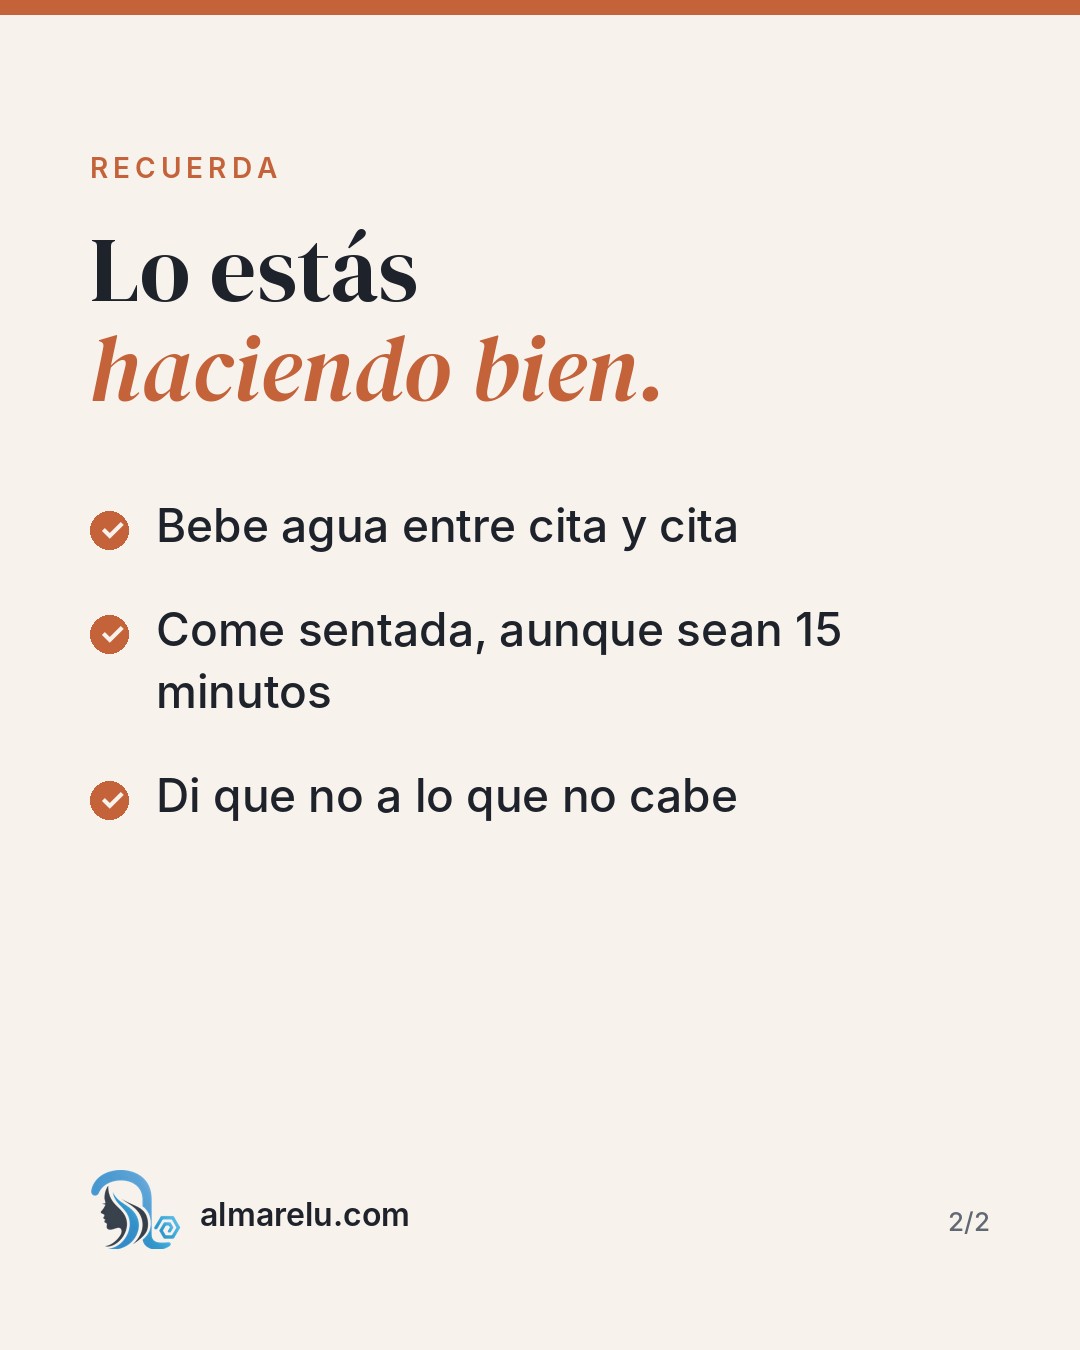 RECUERDA
Lo estás
haciendo bien.
Bebe agua entre cita y cita
Come sentada, aunque sean 15
minutos
Di que no a lo que no cabe
almarelu.com
2/2